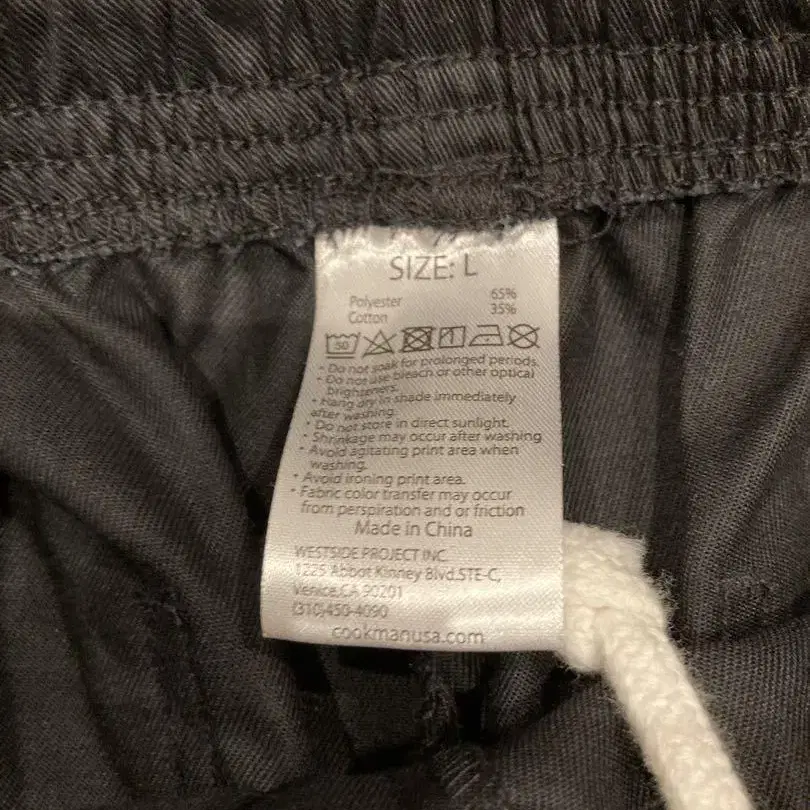 SIZE: L
Polyester 65%
Cotton 35%
50
• Do not soak for prolonged periods.
• Do not use bleach or other optical
brighteners.
• Hang dry in shade immediately
after washing.
• Do not store in direct sunlight.
• Shrinkage may occur after washing
• Avoid agitating print area when
washing.
• Avoid ironing print area.
• Fabric color transfer may occur
from perspiration and or friction
Made in China
WESTSIDE PROJECT INC.
1225 Abbot Kinney Blvd.STE-C,
Venice,CA 90201
(310)450-4090
cookmanusa.com